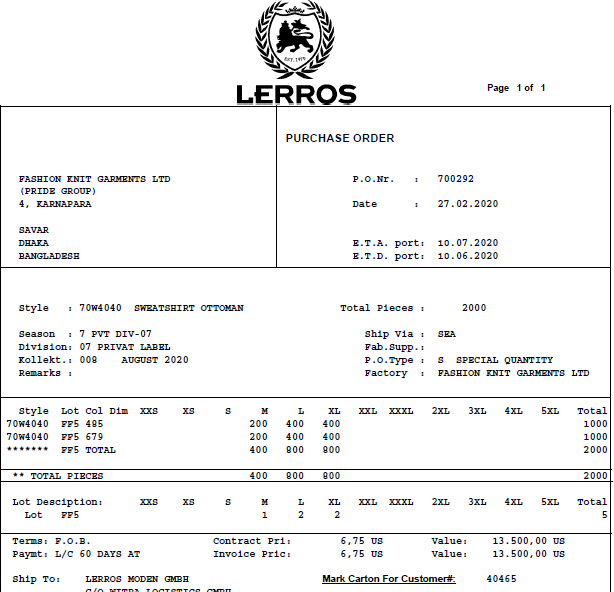 EST. 1979
LERROS
Page 1 of 1
PURCHASE ORDER
FASHION KNIT GARMENTS LTD P.O.Nr. : 700292
(PRIDE GROUP)
4, KARNAPARA Date : 27.02.2020
SAVAR
DHAKA E.T.A. port: 10.07.2020
BANGLADESH E.T.D. port: 10.06.2020
Style : 70W4040 SWEATSHIRT OTTOMAN Total Pieces : 2000
Season : 7 PVT DIV-07 Ship Via : SEA
Division: 07 PRIVAT LABEL Fab.Supp.:
Kollekt.: 008 AUGUST 2020 P.O.Type : S SPECIAL QUANTITY
Remarks : Factory : FASHION KNIT GARMENTS LTD
Style Lot Col Dim XXS XS S M L XL XXL XXXL 2XL 3XL 4XL 5XL Total
70W4040 FF5 485 200 400 400 1000
70W4040 FF5 679 200 400 400 1000
******* FF5 TOTAL 400 800 800 2000
** TOTAL PIECES 400 800 800 2000
Lot Desciption: XXS XS S M L XL XXL XXXL 2XL 3XL 4XL 5XL Total
Lot FF5 1 2 2 5
Terms: F.O.B. Contract Pri: 6,75 US Value: 13.500,00 US
Paymt: L/C 60 DAYS AT Invoice Pric: 6,75 US Value: 13.500,00 US
Ship To: LERROS MODEN GMBH Mark Carton For Customer#: 40465
C/O MITRA LOGISTICS GMBH